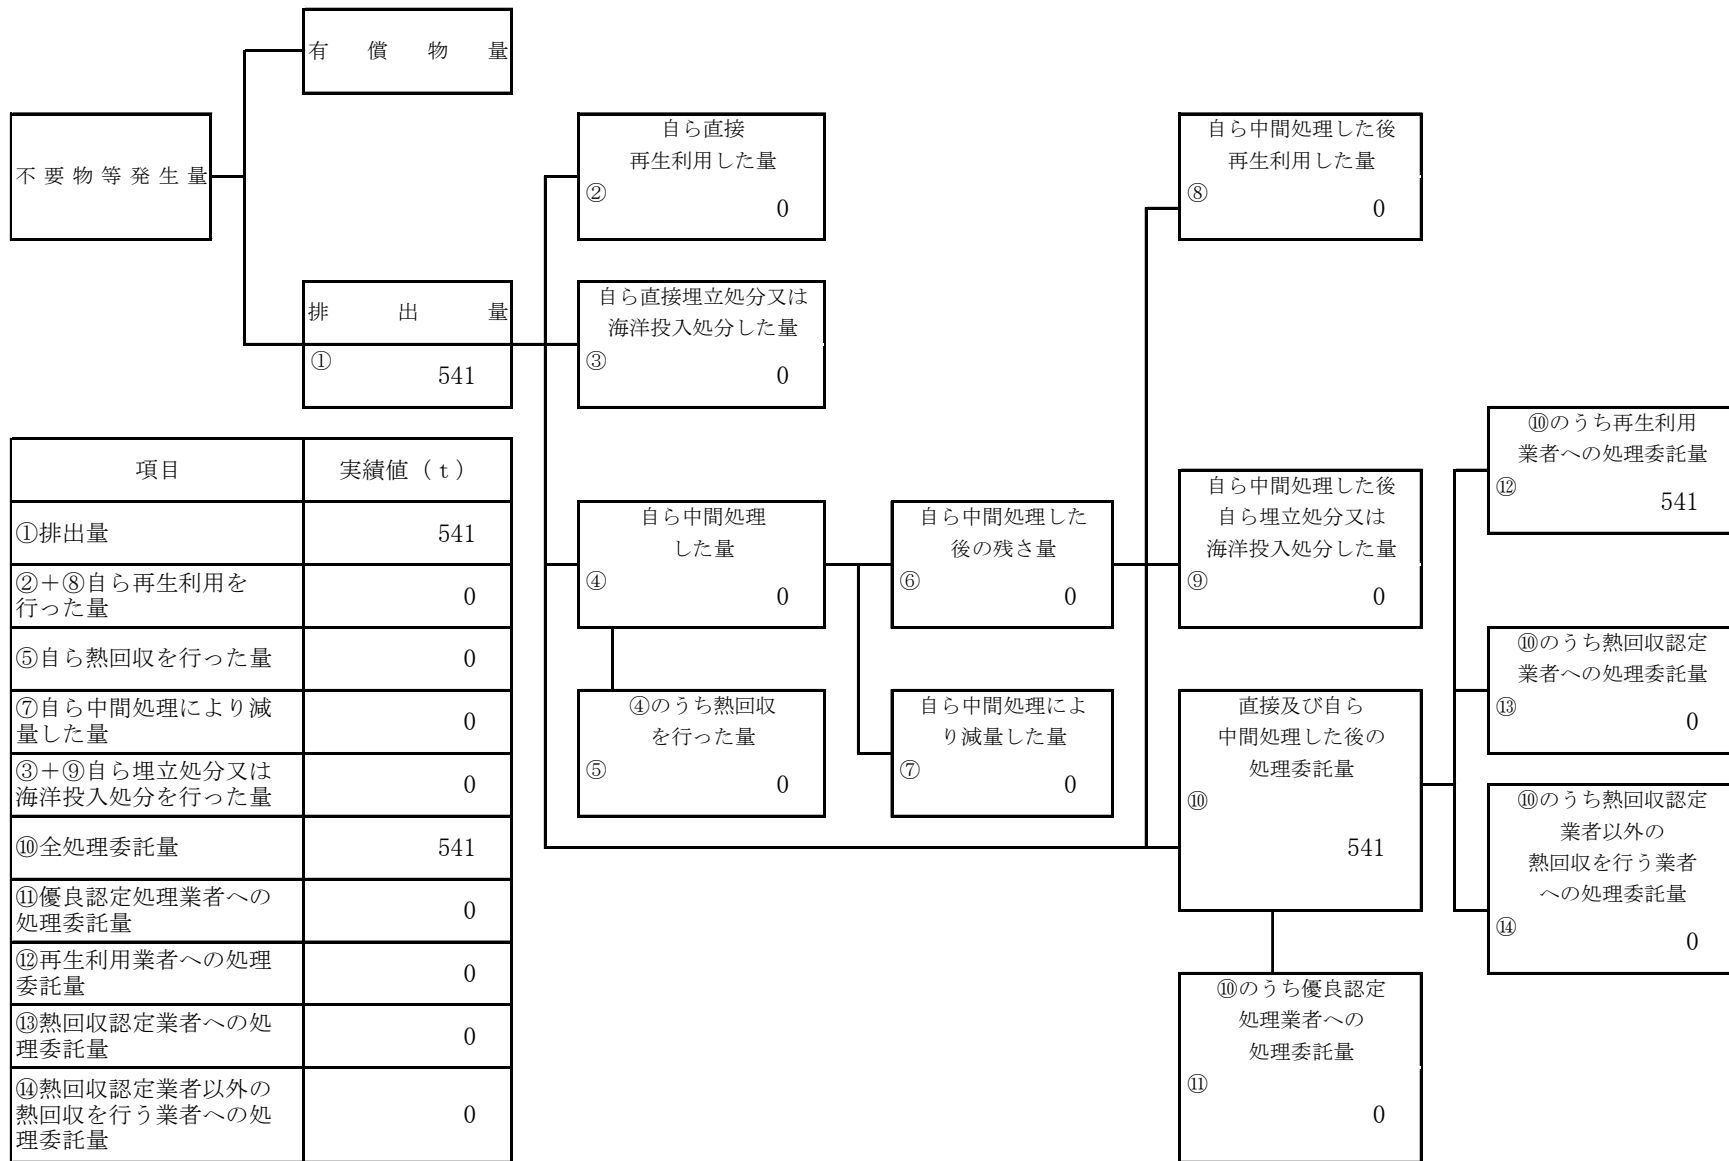 有償物量
不要物等発生量
排出量
①
541
自ら直接
再生利用した量
②
0
自ら直接埋立処分又は
海洋投入処分した量
③
0
自ら中間処理
した量
④
0
④のうち熱回収
を行った量
⑤
0
自ら中間処理した
後の残さ量
⑥
0
自ら中間処理によ
り減量した量
⑦
0
自ら中間処理した後
再生利用した量
⑧
0
自ら中間処理した後
自ら埋立処分又は
海洋投入処分した量
⑨
0
直接及び自ら
中間処理した後の
処理委託量
⑩
541
⑩のうち優良認定
処理業者への
処理委託量
⑪
0
⑩のうち再生利用
業者への処理委託量
⑫
541
⑩のうち熱回収認定
業者への処理委託量
⑬
0
⑩のうち熱回収認定
業者以外の
熱回収を行う業者
への処理委託量
⑭
0
項目 実績値（ｔ）
①排出量 541
②＋⑧自ら再生利用を
行った量 0
⑤自ら熱回収を行った量 0
⑦自ら中間処理により減
量した量 0
③＋⑨自ら埋立処分又は
海洋投入処分を行った量 0
⑩全処理委託量 541
⑪優良認定処理業者への
処理委託量 0
⑫再生利用業者への処理
委託量 0
⑬熱回収認定業者への処
理委託量 0
⑭熱回収認定業者以外の
熱回収を行う業者への処
理委託量 0